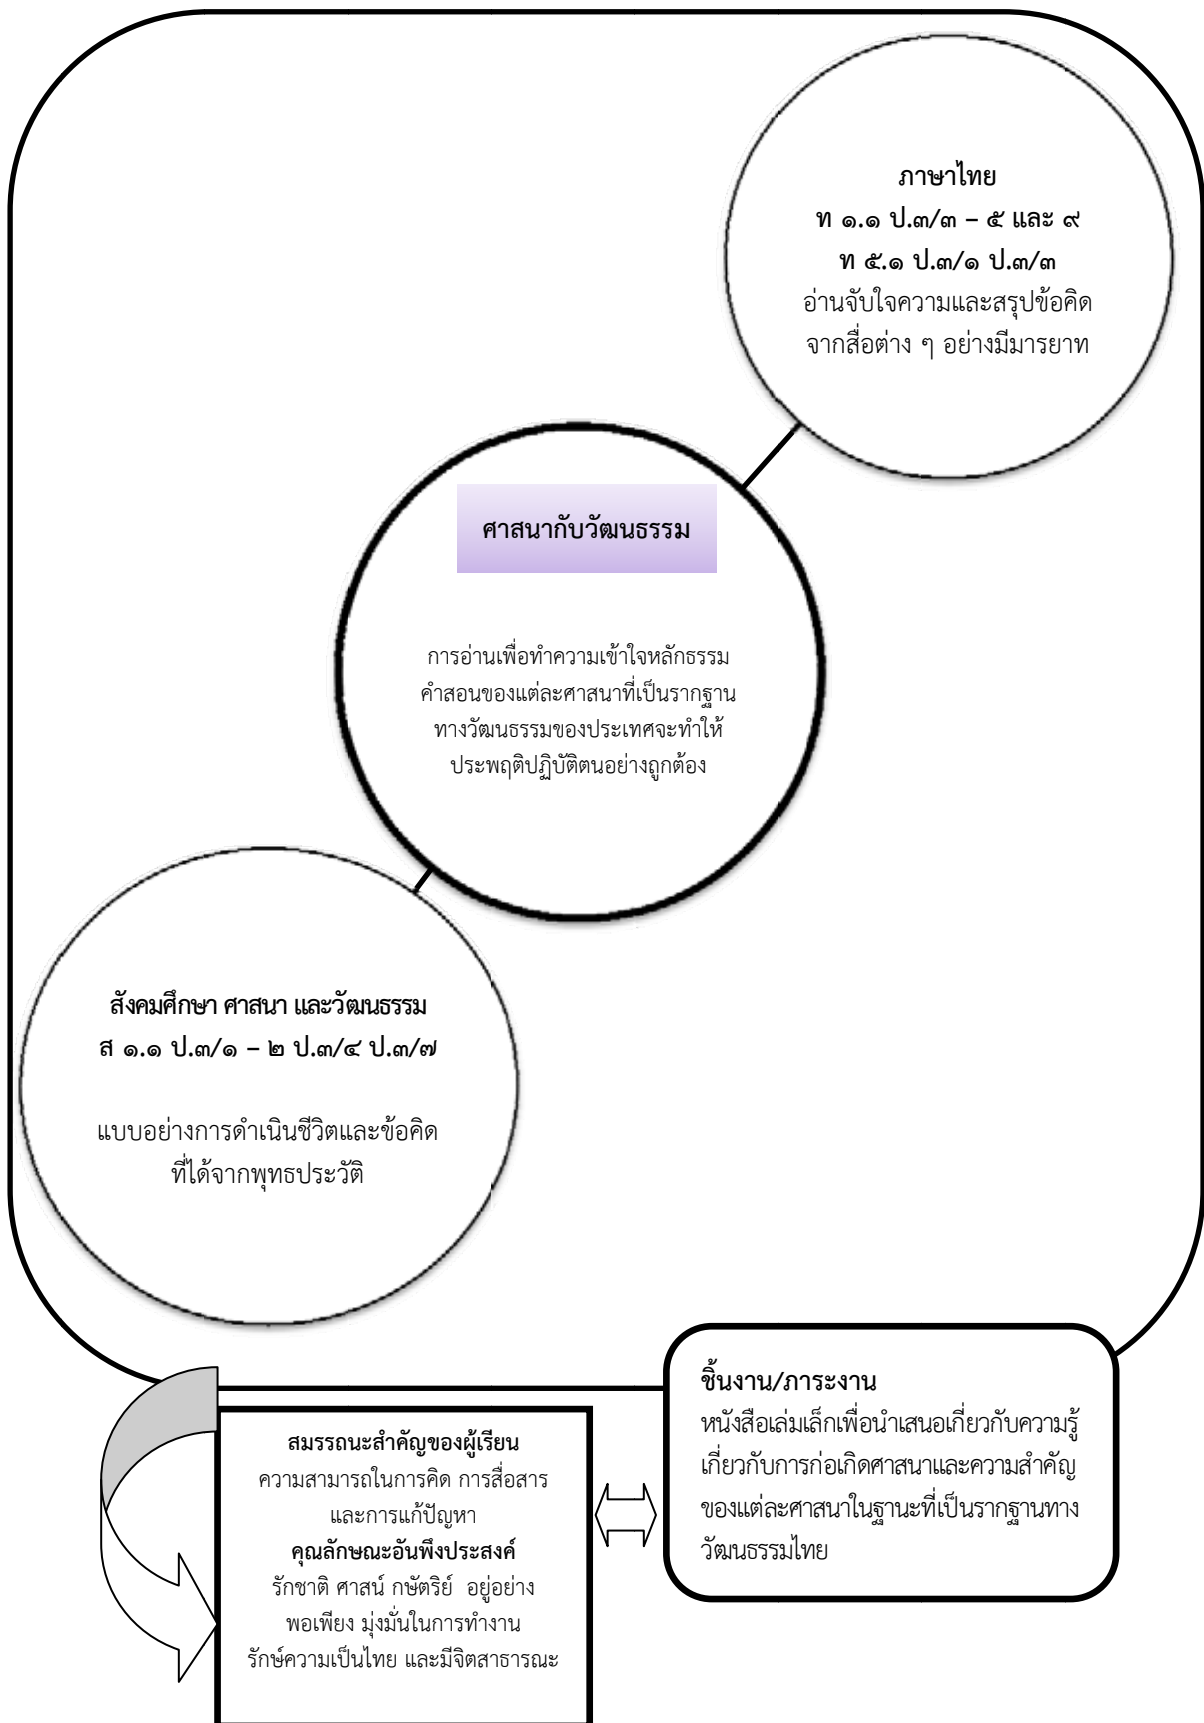 ภาษาไทย
ท ๑.๑ ป.๓/๓ – ๕ และ ๙
ท ๕.๑ ป.๓/๑ ป.๓/๓
อ่านจับใจความและสรุปข้อคิด
จากสื่อต่าง ๆ อย่างมีมารยาท
ศาสนากับวัฒนธรรม
การอ่านเพื่อทำความเข้าใจหลักธรรม
คำสอนของแต่ละศาสนาที่เป็นรากฐาน
ทางวัฒนธรรมของประเทศจะทำให้
ประพฤติปฏิบัติตนอย่างถูกต้อง
สังคมศึกษา ศาสนา และวัฒนธรรม
ส ๑.๑ ป.๓/๑ – ๒ ป.๓/๔ ป.๓/๗
แบบอย่างการดำเนินชีวิตและข้อคิด
ที่ได้จากพุทธประวัติ
ชิ้นงาน/ภาระงาน
หนังสือเล่มเล็กเพื่อนำเสนอเกี่ยวกับความรู้
เกี่ยวกับการก่อเกิดศาสนาและความสำคัญ
ของแต่ละศาสนาในฐานะที่เป็นรากฐานทาง
วัฒนธรรมไทย
สมรรถนะสำคัญของผู้เรียน
ความสามารถในการคิด การสื่อสาร
และการแก้ปัญหา
คุณลักษณะอันพึงประสงค์
รักชาติ ศาสน์ กษัตริย์ อยู่อย่าง
พอเพียง มุ่งมั่นในการทำงาน
รักษ์ความเป็นไทย และมีจิตสาธารณะ